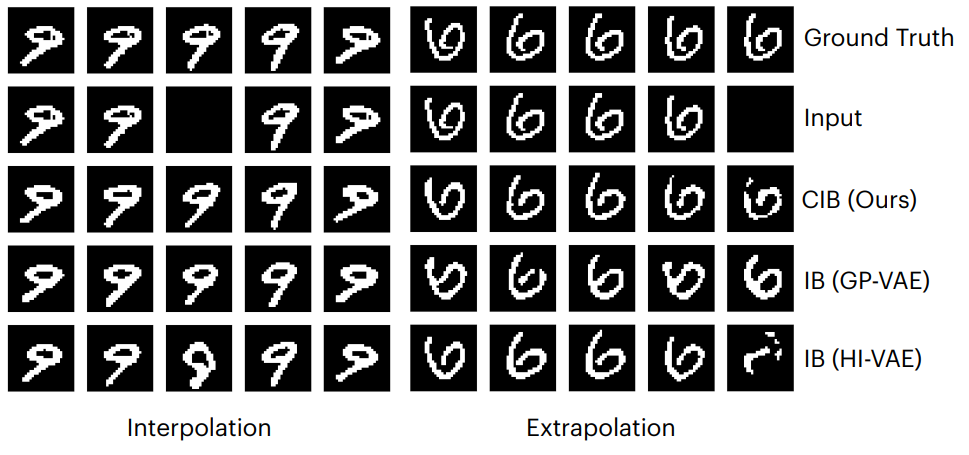 Ground Truth
Input
CIB (Ours)
IB (GP-VAE)
IB (HI-VAE)
Interpolation
Extrapolation